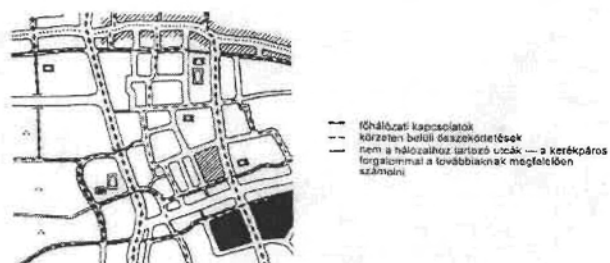 főhálózati kapcsolatok
körzeten belüli összeköttetések
nem a hálózathoz tartozó utcák — a kerékpáros
forgalommal a továbbiaknak megfelelően
számolni